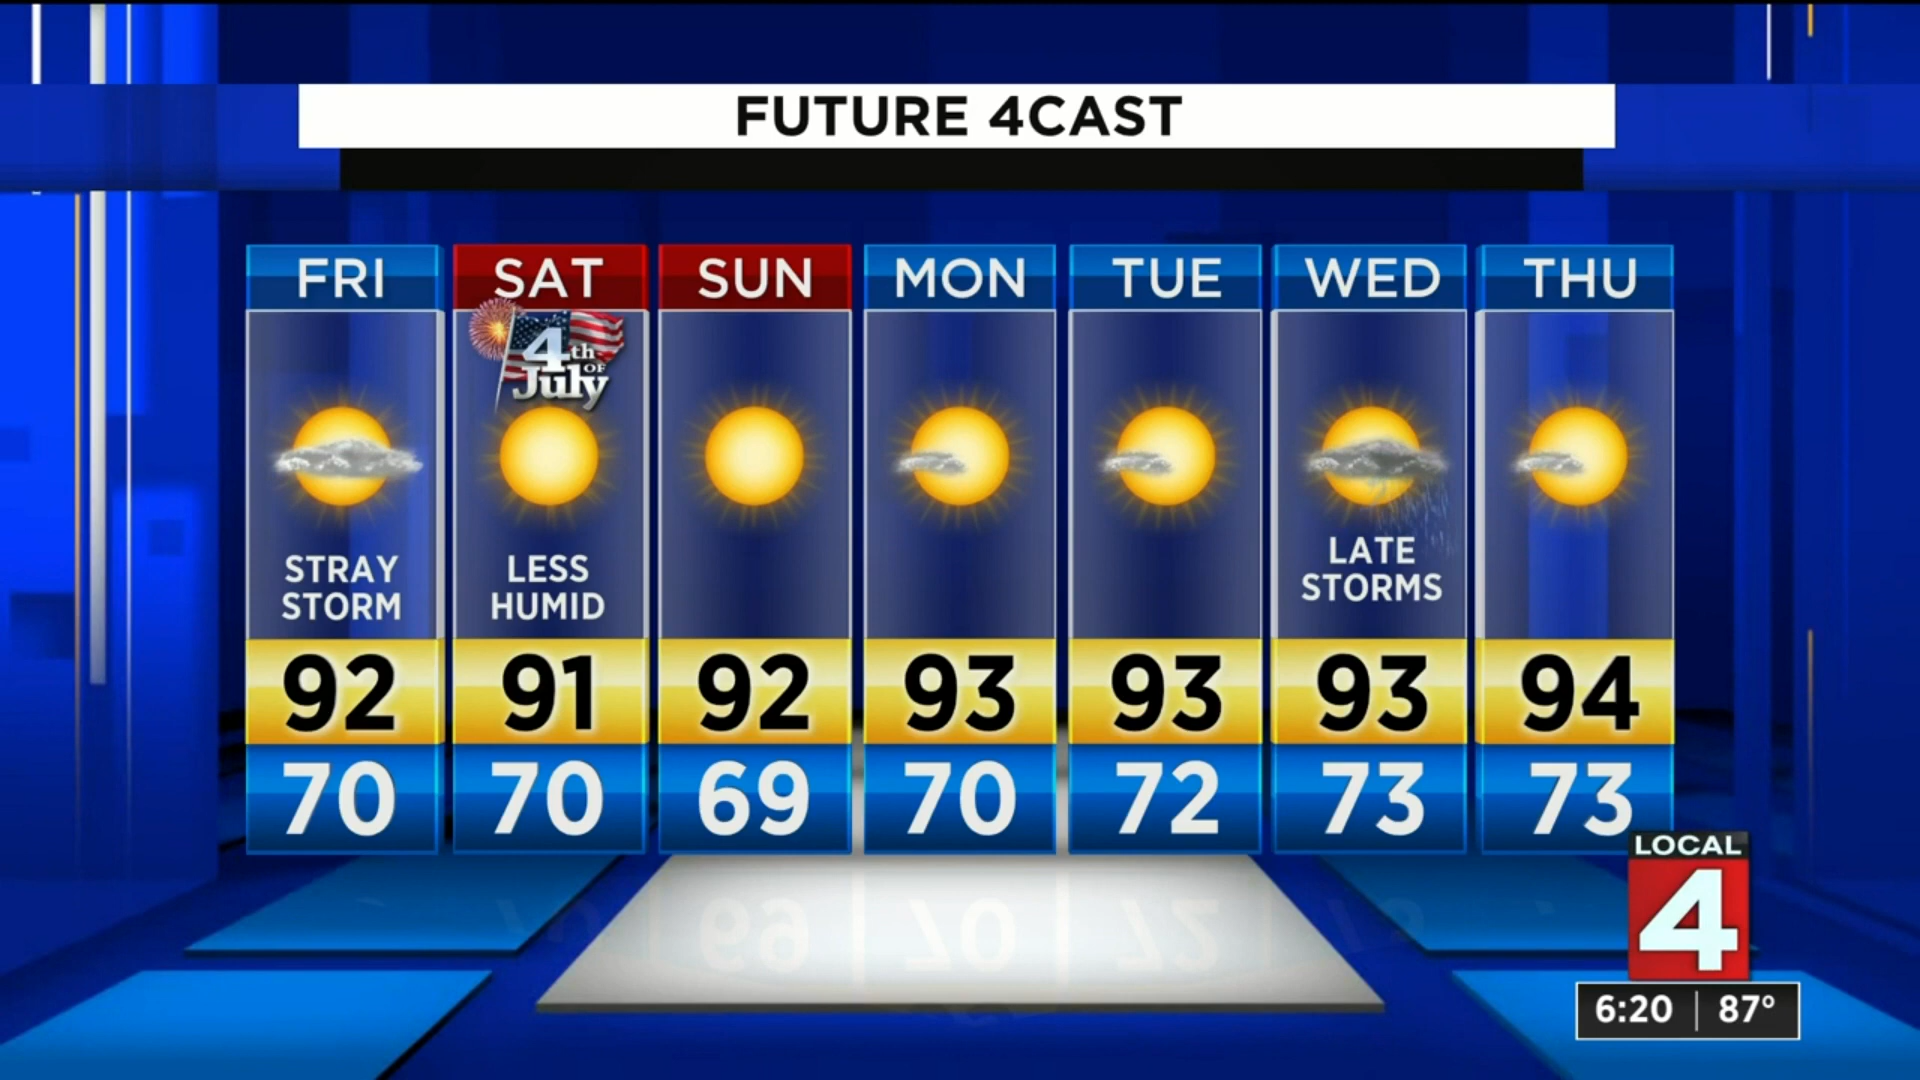 FUTURE 4CAST
FRI
SAT
SUN
MON
TUE
WED
THU
4th OF
July
STRAY
STORM
LESS
HUMID
LATE
STORMS
92
91
92
93
93
93
94
70
70
69
70
72
73
73
LOCAL
4
6:20 87°